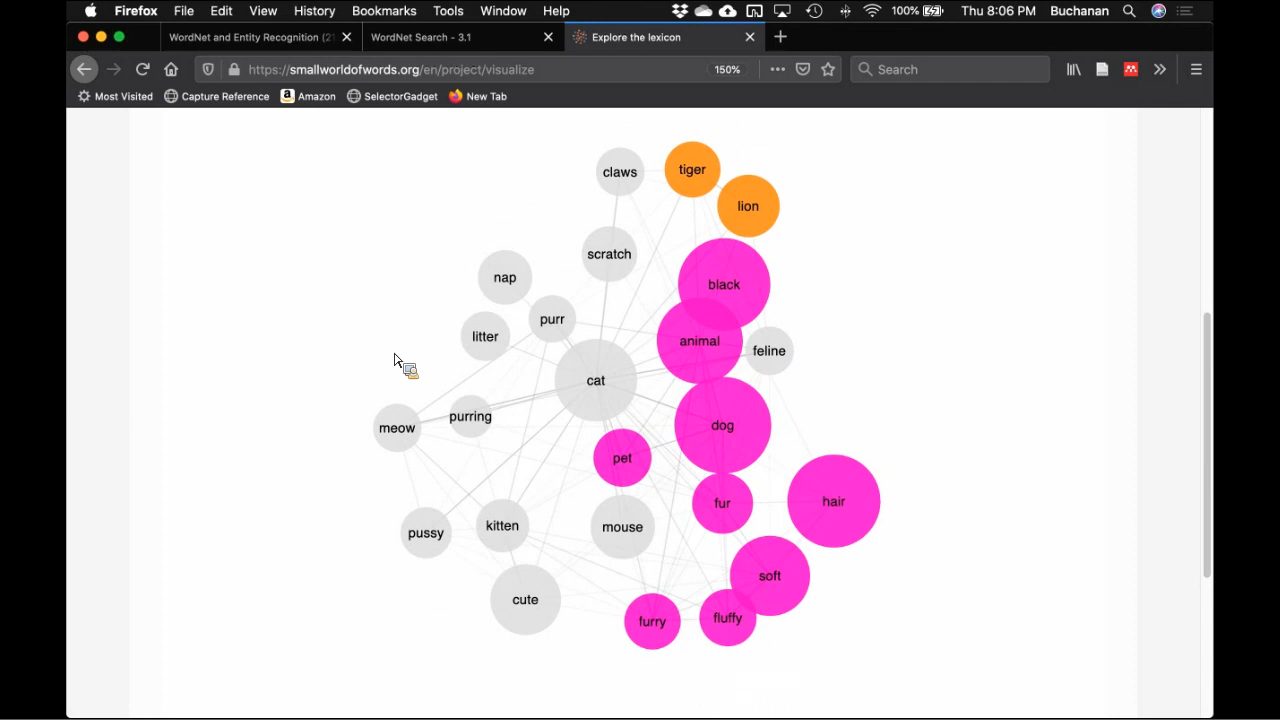 Firefox File Edit View History Bookmarks Tools Window Help 100% Thu 8:06 PM Buchanan
WordNet and Entity Recognition (21 WordNet Search - 3.1 Explore the lexicon
https://smallworldofwords.org/en/project/visualize 150% Search
Most Visited Capture Reference Amazon SelectorGadget New Tab
claws
tiger
lion
scratch
nap
black
purr
litter
animal
feline
cat
purring
meow
dog
pet
hair
fur
kitten
mouse
pussy
soft
cute
fluffy
furry